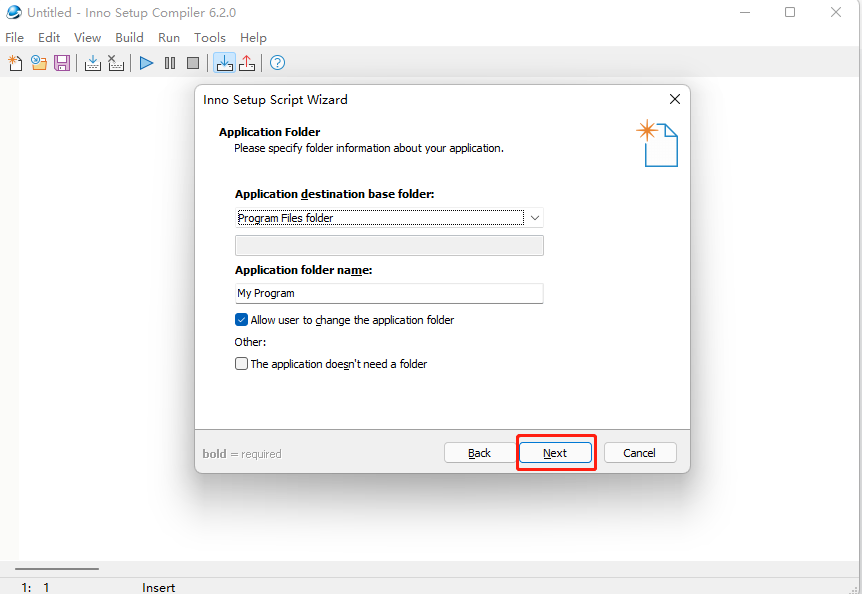 Untitled - Inno Setup Compiler 6.2.0
File Edit View Build Run Tools Help
Inno Setup Script Wizard
Application Folder
Please specify folder information about your application.
Application destination base folder:
Program Files folder
Application folder name:
My Program
Allow user to change the application folder
Other:
The application doesn't need a folder
bold = required
Back Next Cancel
1: 1 Insert